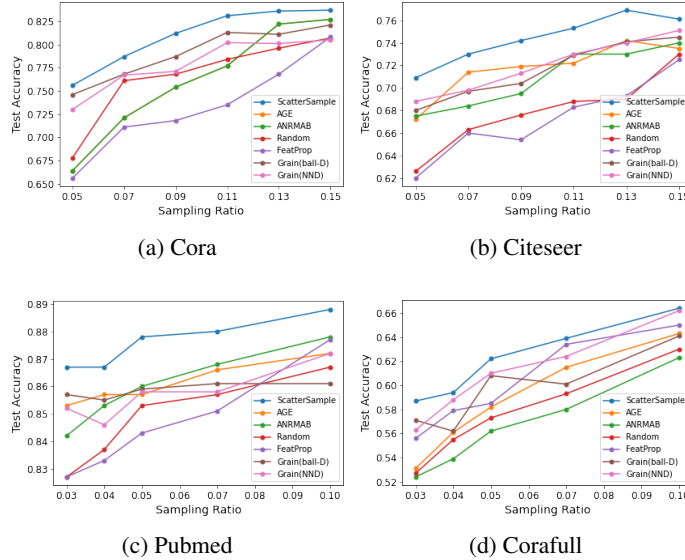 0.825
0.800
0.775
0.750
0.725
0.700
0.675
0.650
Test Accuracy
ScatterSample
AGE
ANRMAB
Random
FeatProp
Grain(ball-D)
Grain(NND)
0.05 0.07 0.09 0.11 0.13 0.15
Sampling Ratio
(a) Cora
0.76
0.74
0.72
0.70
0.68
0.66
0.64
0.62
Test Accuracy
ScatterSample
AGE
ANRMAB
Random
FeatProp
Grain(ball-D)
Grain(NND)
0.05 0.07 0.09 0.11 0.13 0.15
Sampling Ratio
(b) Citeseer
0.89
0.88
0.87
0.86
0.85
0.84
0.83
Test Accuracy
ScatterSample
AGE
ANRMAB
Random
FeatProp
Grain(ball-D)
Grain(NND)
0.03 0.04 0.05 0.06 0.07 0.08 0.09 0.10
Sampling Ratio
(c) Pubmed
0.66
0.64
0.62
0.60
0.58
0.56
0.54
0.52
Test Accuracy
ScatterSample
AGE
ANRMAB
Random
FeatProp
Grain(ball-D)
Grain(NND)
0.03 0.04 0.05 0.06 0.07 0.08 0.09 0.10
Sampling Ratio
(d) Corafull